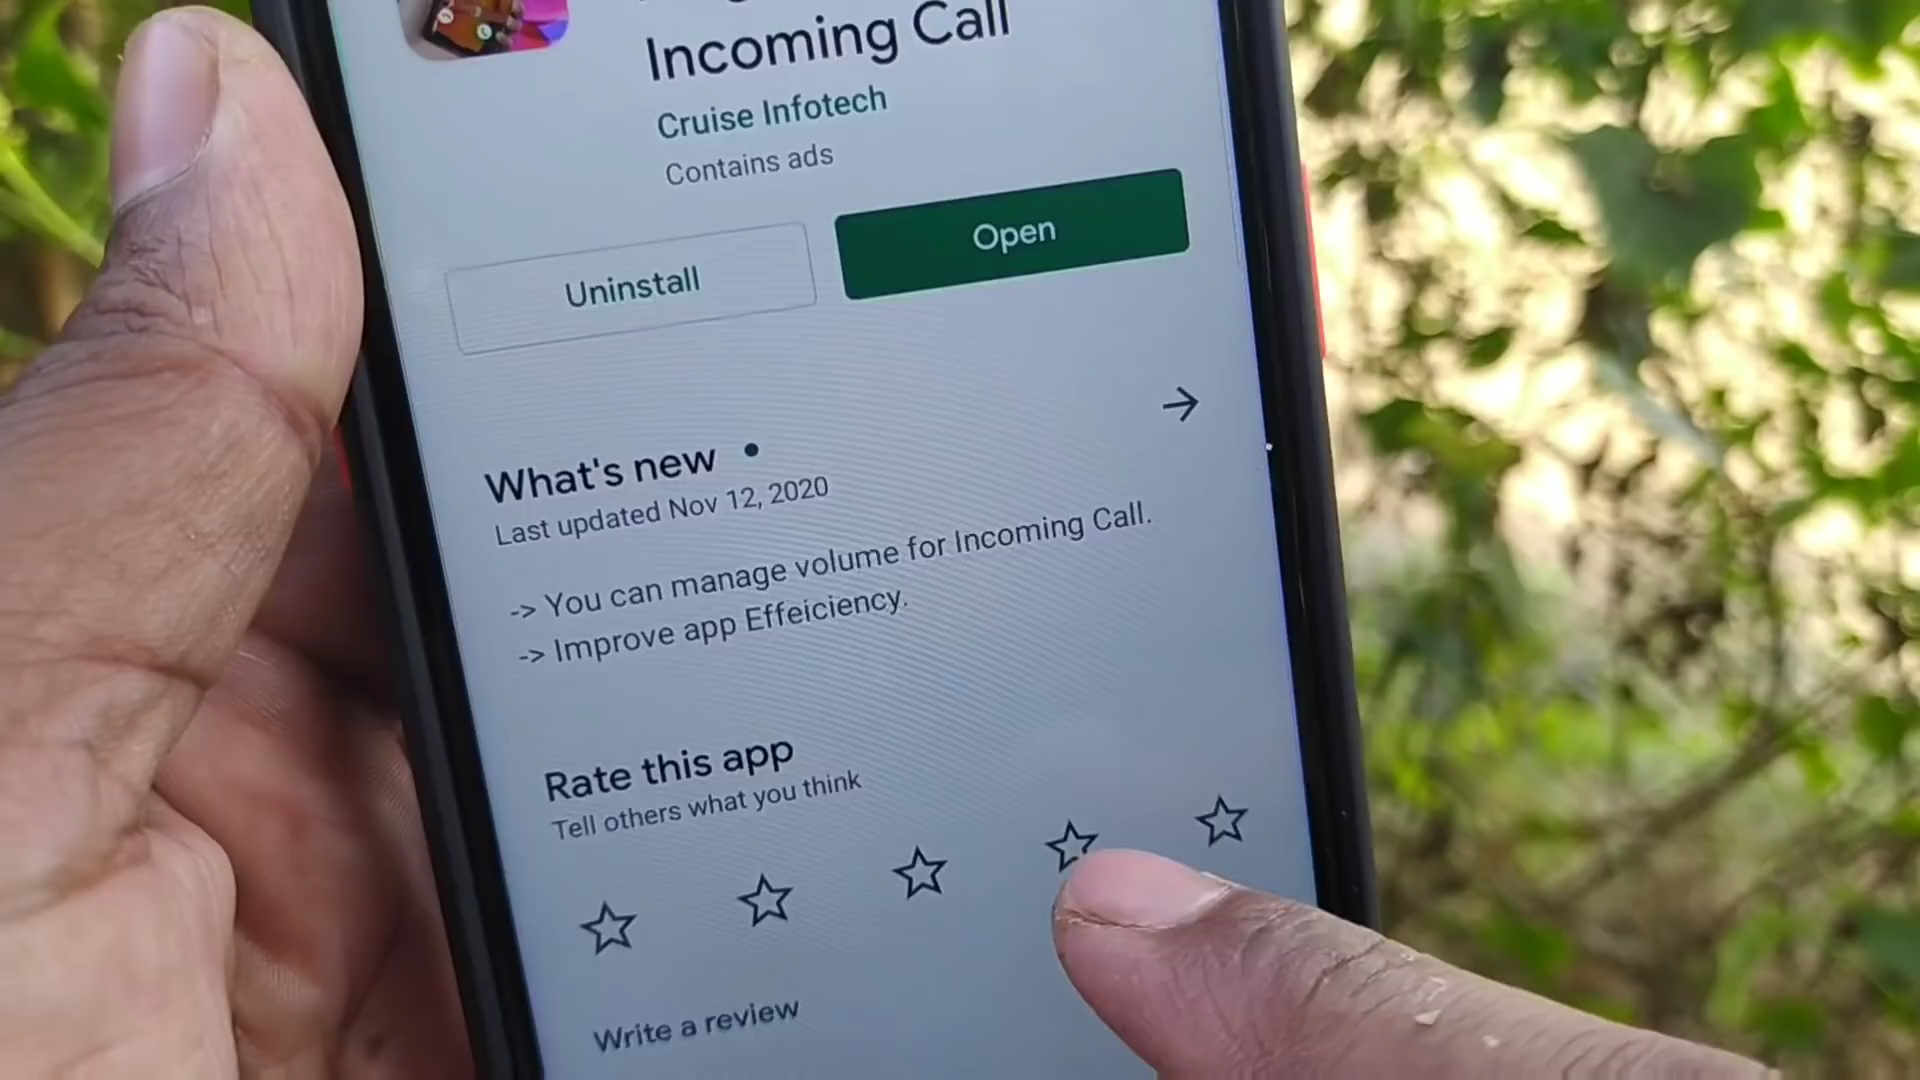 Incoming Call
Cruise Infotech
Contains ads
Uninstall
Open
What's new
Last updated Nov 12, 2020
-> You can manage volume for Incoming Call.
-> Improve app Effeiciency.
Rate this app
Tell others what you think
Write a review